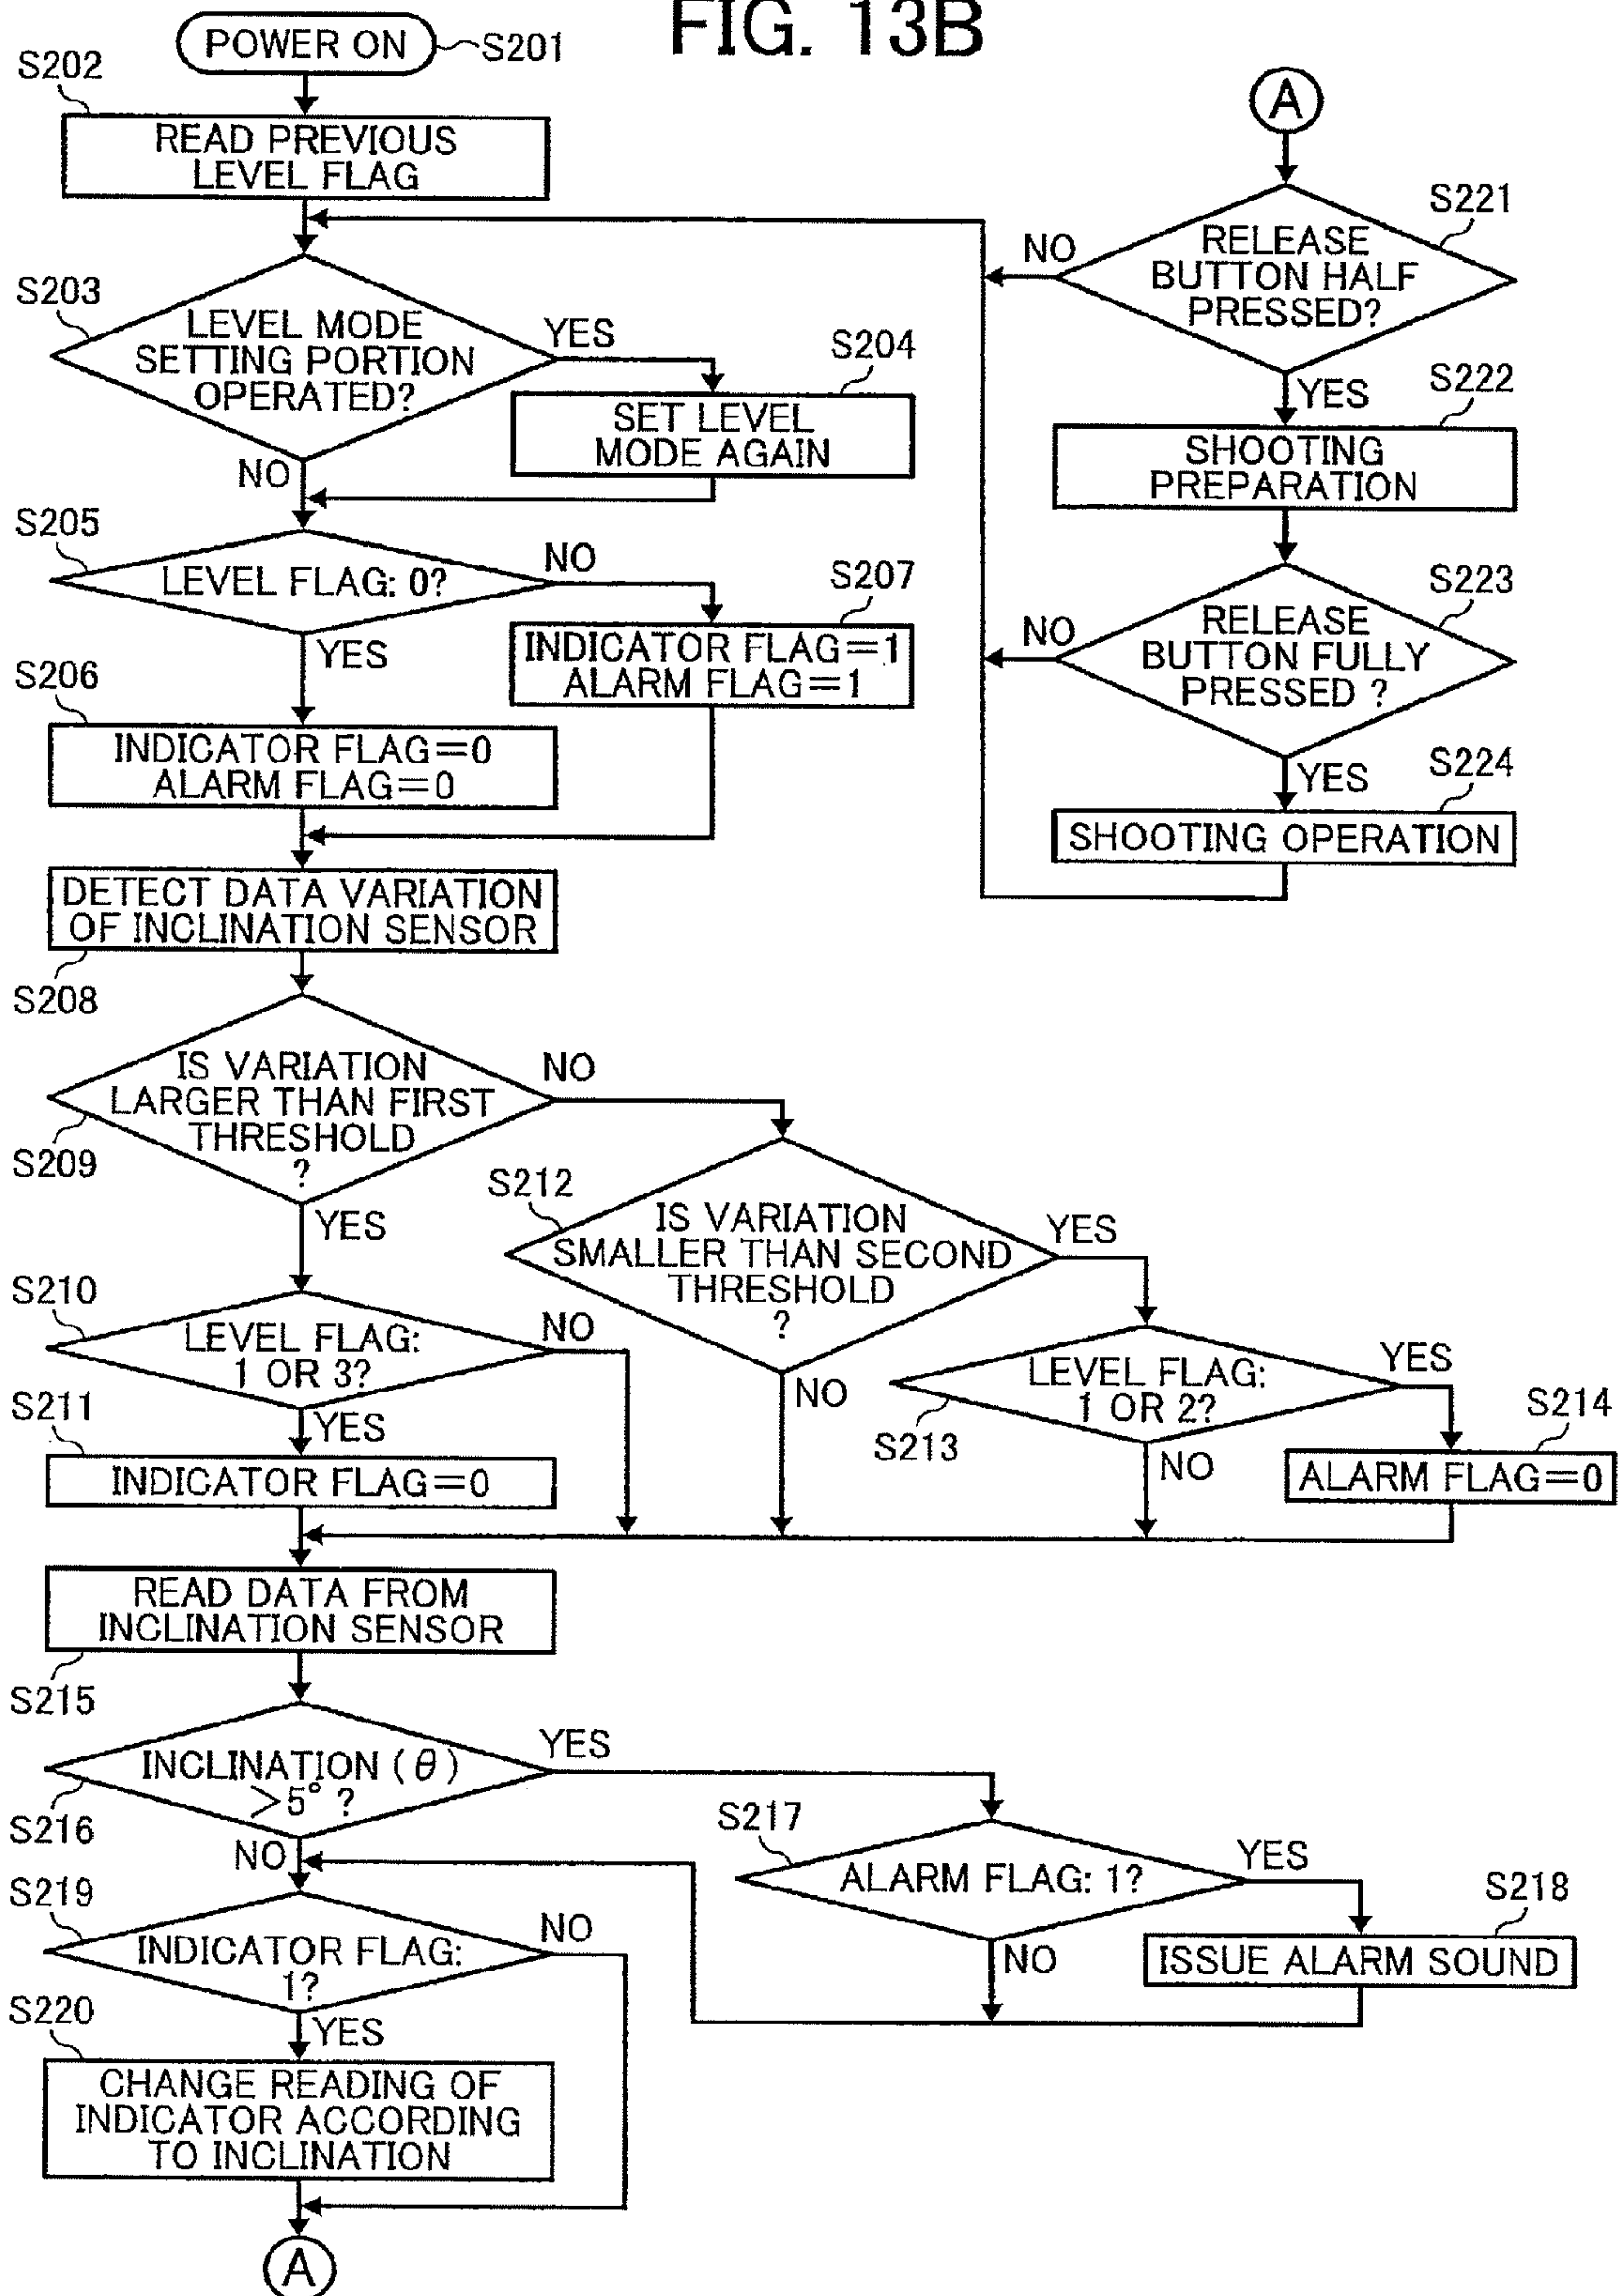 FIG. 13B
POWER ON
S201
S202
READ PREVIOUS
LEVEL FLAG
S203
LEVEL MODE
SETTING PORTION
OPERATED?
YES
NO
S204
SET LEVEL
MODE AGAIN
S205
LEVEL FLAG: 0?
NO
YES
S207
INDICATOR FLAG=1
ALARM FLAG=1
S206
INDICATOR FLAG=0
ALARM FLAG=0
DETECT DATA VARIATION
OF INCLINATION SENSOR
S208
IS VARIATION
LARGER THAN FIRST
THRESHOLD
?
S209
NO
YES
S212
IS VARIATION
SMALLER THAN SECOND
THRESHOLD
?
YES
NO
S210
LEVEL FLAG:
1 OR 3?
NO
YES
S211
INDICATOR FLAG=0
LEVEL FLAG:
1 OR 2?
S213
YES
NO
S214
ALARM FLAG=0
READ DATA FROM
INCLINATION SENSOR
S215
INCLINATION (θ)
>5° ?
S216
YES
NO
S217
ALARM FLAG: 1?
YES
NO
S218
ISSUE ALARM SOUND
S219
INDICATOR FLAG:
1?
NO
YES
S220
CHANGE READING OF
INDICATOR ACCORDING
TO INCLINATION
A
A
S221
RELEASE
BUTTON HALF
PRESSED?
NO
YES
S222
SHOOTING
PREPARATION
S223
RELEASE
BUTTON FULLY
PRESSED ?
NO
YES
S224
SHOOTING OPERATION